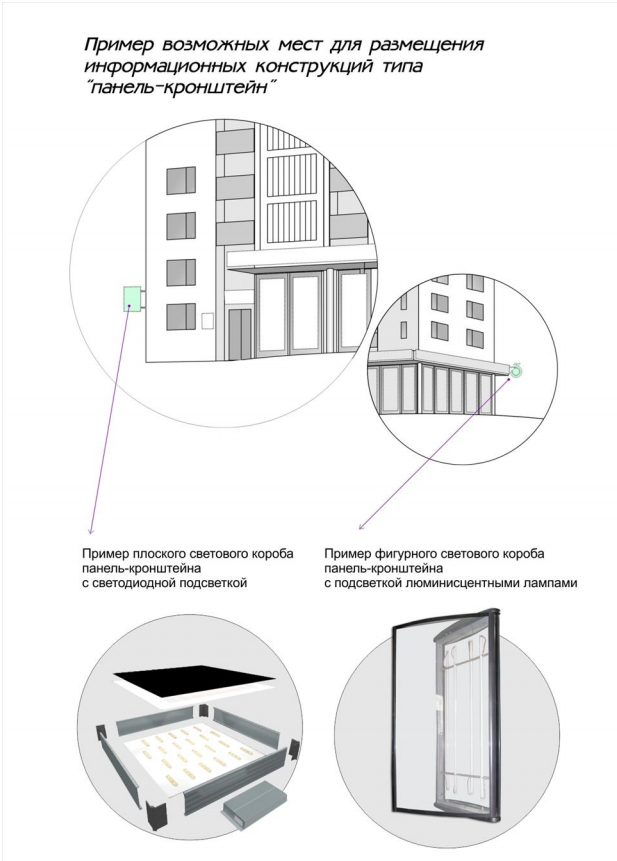 Пример возможных мест для размещения
информационных конструкций типа
"панель-кронштейн"
Пример плоского светового короба
панель-кронштейна
с светодиодной подсветкой
Пример фигурного светового короба
панель-кронштейна
с подсветкой люминисцентными лампами